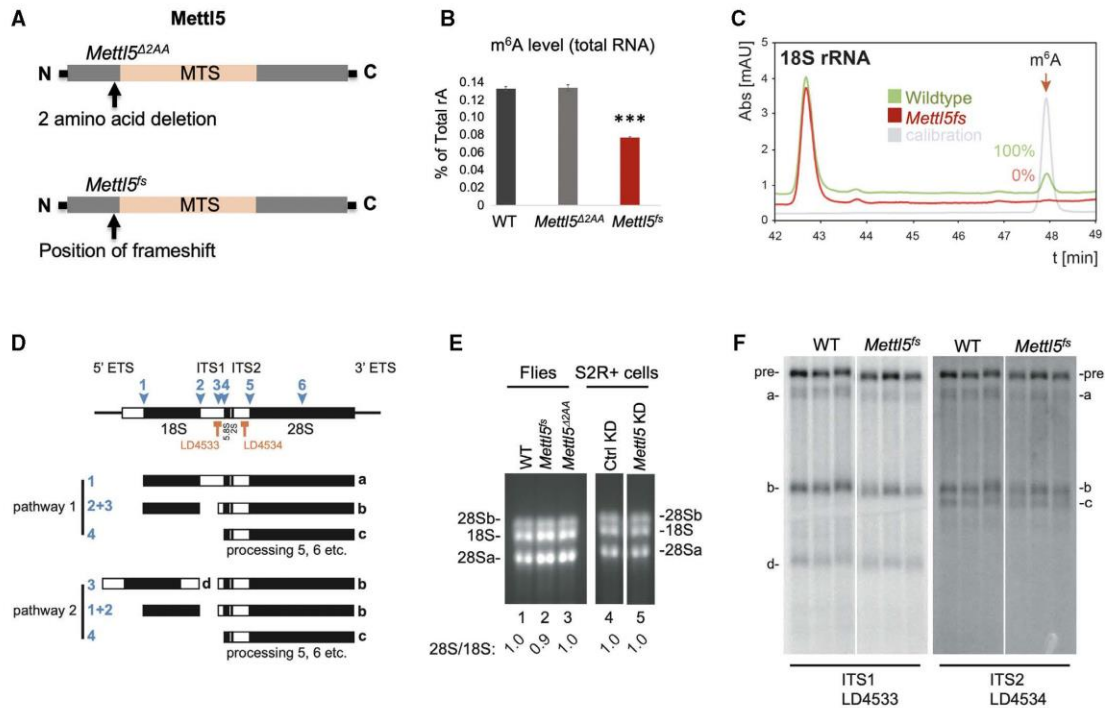 A
Mettl5
Mettl5Δ2AA
N MTS C
2 amino acid deletion
Mettl5fs
N MTS C
Position of frameshift
B
m6A level (total RNA)
% of Total rA
0.14
0.12
0.10
0.08
0.06
0.04
0.02
0
***
WT Mettl5Δ2AA Mettl5fs
C
18S rRNA
m6A
Wildtype
Mettl5fs
calibration
100%
0%
Abs [mAU]
5
4
3
2
1
0
42 43 44 45 46 47 48 49
t [min]
D
5' ETS ITS1 ITS2 3' ETS
1 2 3 4 5 6
18S 5.8S 2S 28S
LD4533 LD4534
pathway 1
1 a
2+3 b
4 c
processing 5, 6 etc.
pathway 2
3 d b
1+2 b
4 c
processing 5, 6 etc.
E
Flies S2R+ cells
WT Mettl5fs Mettl5Δ2AA Ctrl KD Mettl5 KD
28Sb- -28Sb
18S- -18S
28Sa- -28Sa
1 2 3 4 5
28S/18S: 1.0 0.9 1.0 1.0 1.0
F
WT Mettl5fs WT Mettl5fs
pre- -pre
a- -a
b- -b
-c
d-
ITS1 ITS2
LD4533 LD4534